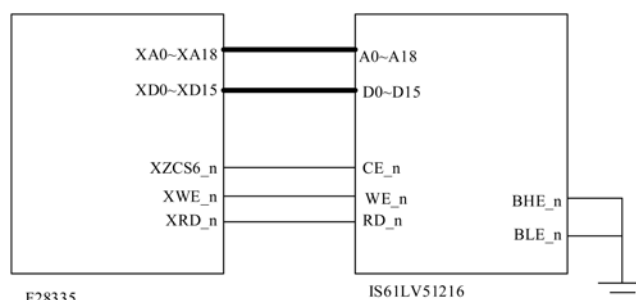 XA0~XA18
A0~A18
XD0~XD15
D0~D15
XZCS6_n
CE_n
XWE_n
WE_n
BHE_n
XRD_n
RD_n
BLE_n
F28335
IS61LV51216